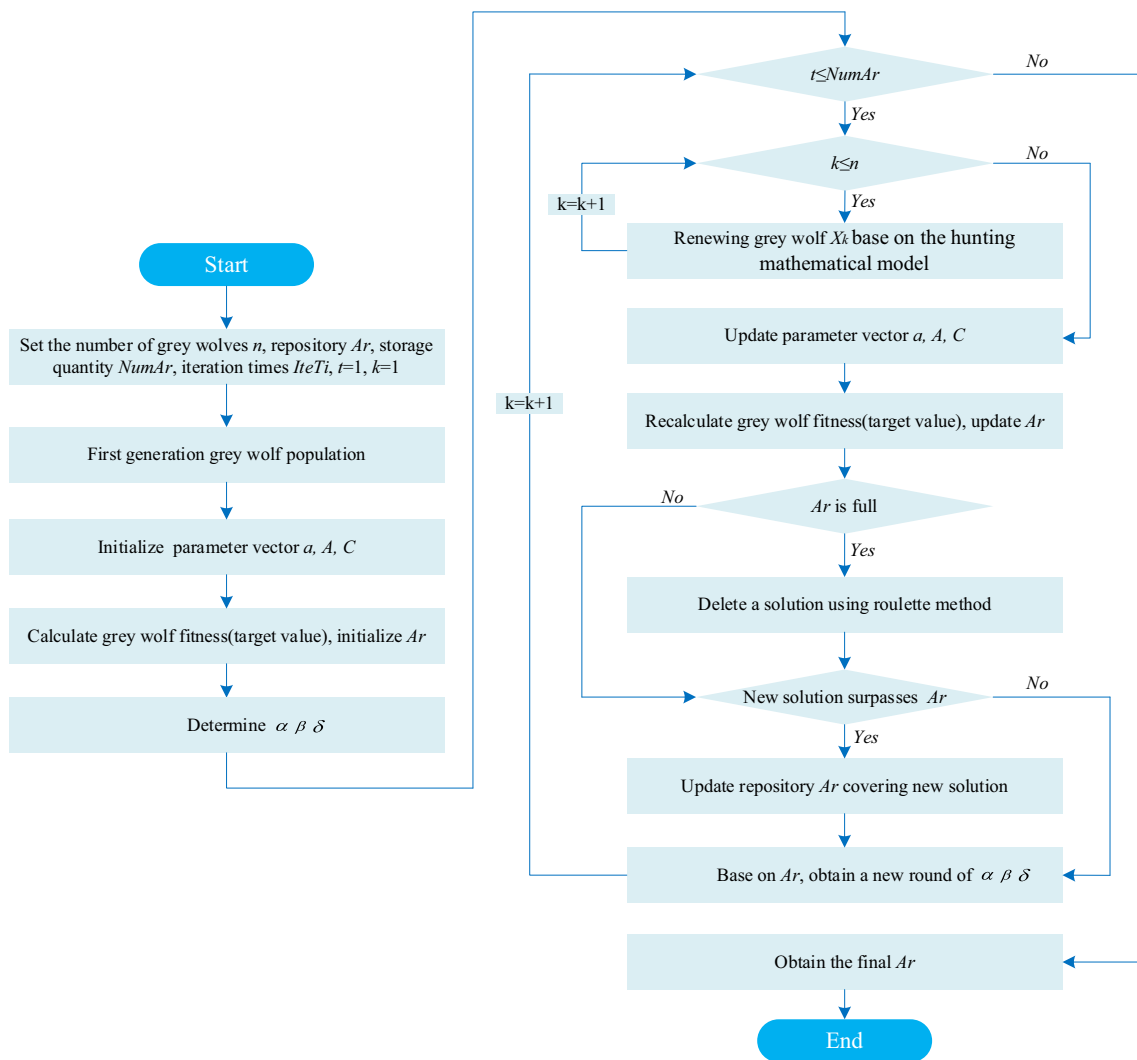 Start
Set the number of grey wolves n, repository Ar, storage
quantity NumAr, iteration times IteTi, t=1, k=1
First generation grey wolf population
Initialize parameter vector a, A, C
Calculate grey wolf fitness(target value), initialize Ar
Determine α β δ
t≤NumAr
No
Yes
k≤n
No
Yes
k=k+1
Renewing grey wolf Xk base on the hunting
mathematical model
Update parameter vector a, A, C
k=k+1
Recalculate grey wolf fitness(target value), update Ar
Ar is full
No
Yes
Delete a solution using roulette method
New solution surpasses Ar
No
Yes
Update repository Ar covering new solution
Base on Ar, obtain a new round of α β δ
Obtain the final Ar
End